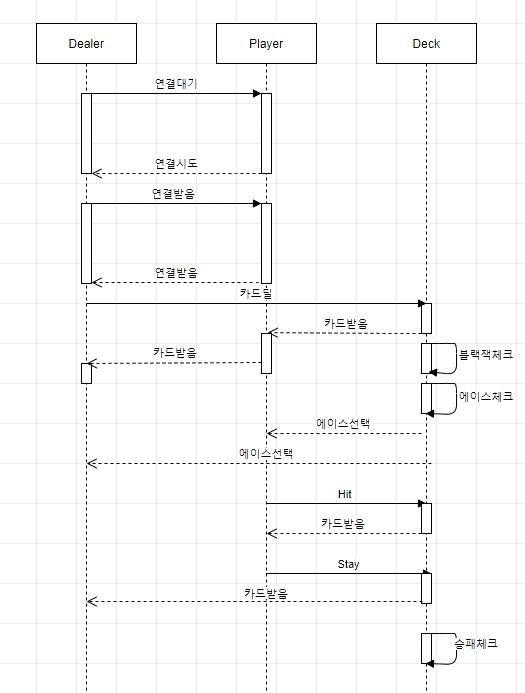 Dealer
Player
Deck
연결대기
연결시도
연결받음
연결받음
카드딜
카드받음
카드받음
블랙잭체크
에이스체크
에이스선택
에이스선택
Hit
카드받음
Stay
카드받음
승패체크